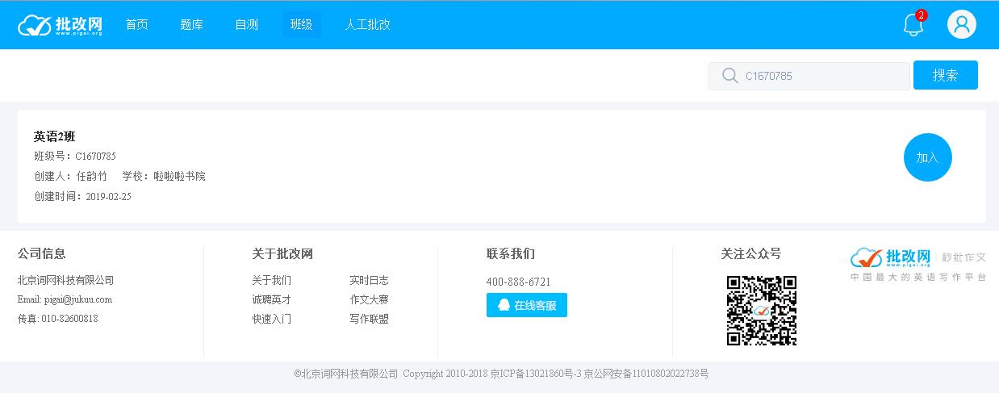 批改网 首页 题库 自测 班级 人工批改 2
www.pigai.org
C1670785 搜索
英语2班
班级号：C1670785
加入
创建人：任韵竹 学校：啦啦啦书院
创建时间：2019-02-25
公司信息
北京词网科技有限公司
Email: pigai@jukuu.com
传真: 010-82600818
关于批改网
关于我们 实时日志
诚聘英才 作文大赛
快速入门 写作联盟
联系我们
400-888-6721
在线客服
关注公众号
批改网 秒批作文
www.pigai.org
中国最大的英语写作平台
©北京词网科技有限公司 Copyright 2010-2018 京ICP备13021860号-3 京公网安备11010802022738号